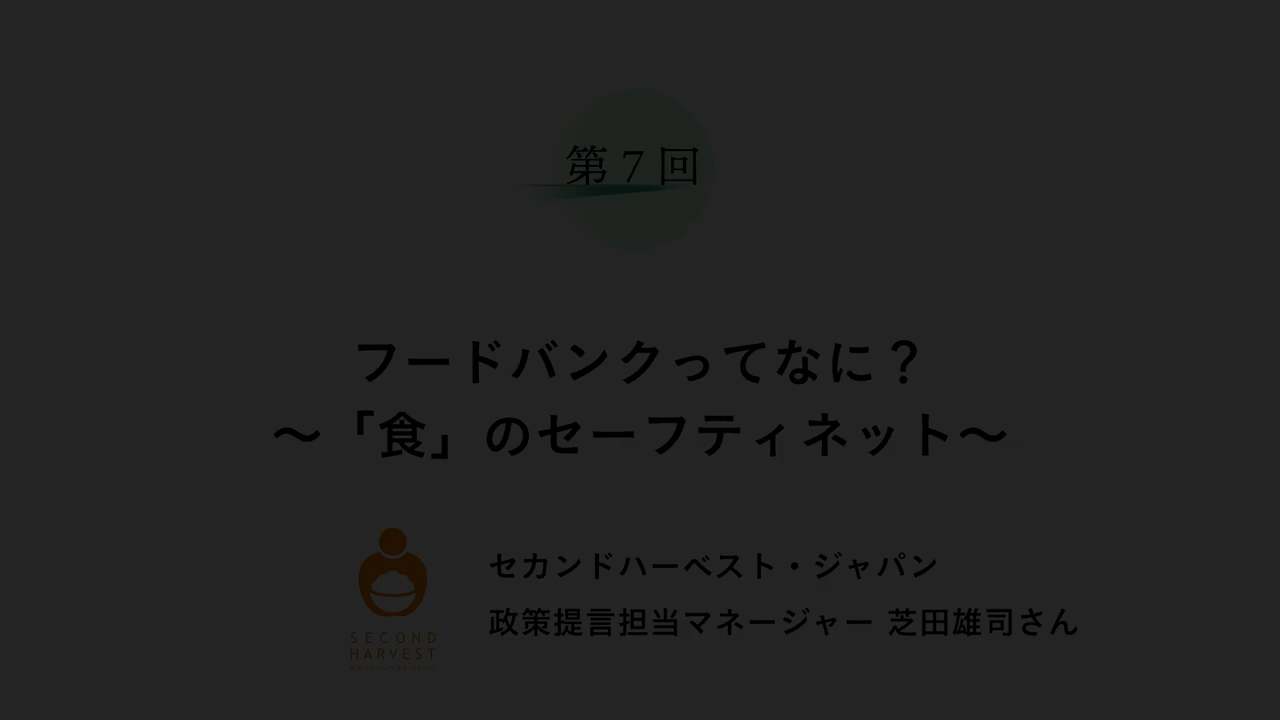 第7回
フードバンクってなに？
～「食」のセーフティネット～
セカンドハーベスト・ジャパン
政策提言担当マネージャー 芝田雄司さん
SECOND
HARVEST